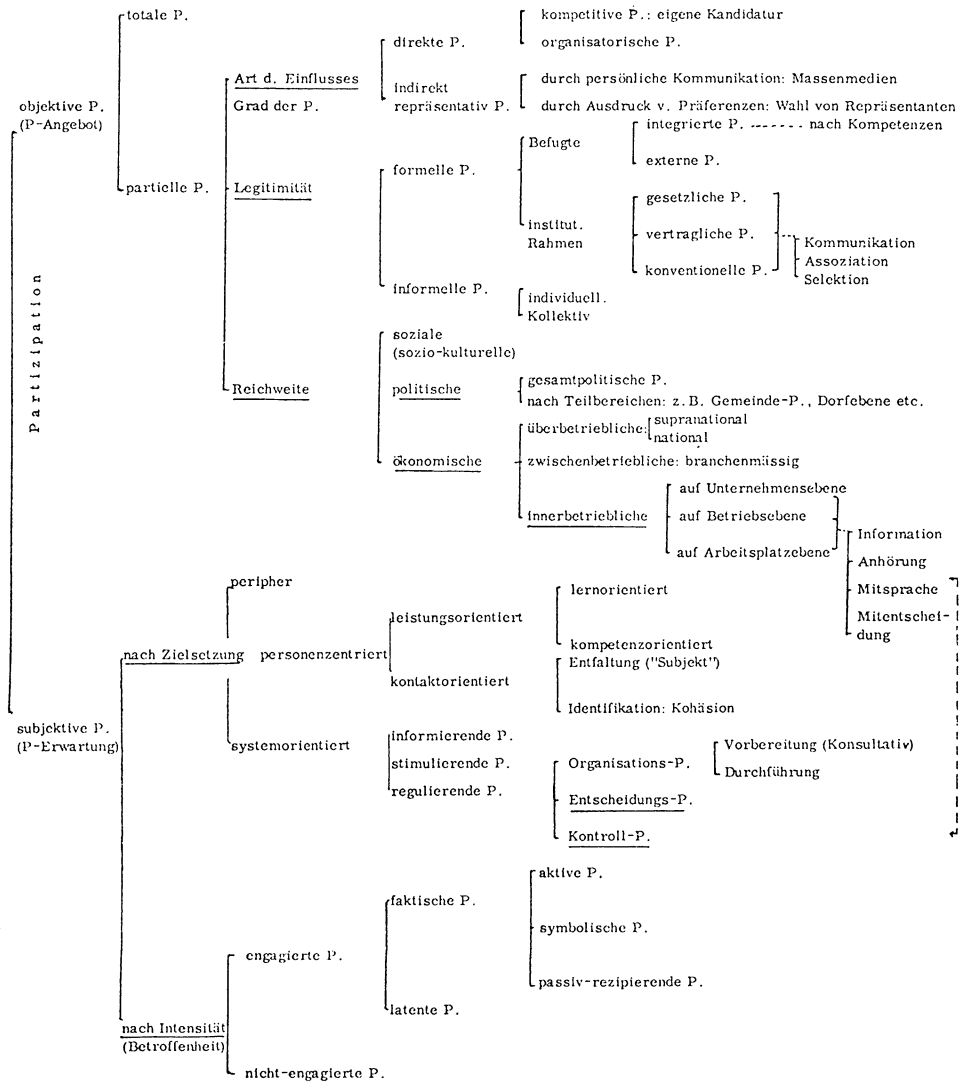 totale P.
kompetitive P.: eigene Kandidatur
direkte P.
organisatorische P.
Art d. Einflusses
Grad der P.
indirekt
repräsentativ P.
durch persönliche Kommunikation: Massenmedien
durch Ausdruck v. Präferenzen: Wahl von Repräsentanten
objektive P.
(P-Angebot)
integrierte P. ------- nach Kompetenzen
Befugte
externe P.
formelle P.
partielle P.
Legitimität
gesetzliche P.
institut.
Rahmen
vertragliche P.
konventionelle P.
Kommunikation
Assoziation
Selektion
informelle P.
individuell.
Kollektiv
Partizipation
soziale
(sozio-kulturelle)
Reichweite
politische
gesamtpolitische P.
nach Teilbereichen: z.B. Gemeinde-P., Dorfebene etc.
überbetriebliche:
supranational
national
ökonomische
zwischenbetriebliche: branchenmässig
innerbetriebliche
auf Unternehmensebene
auf Betriebsebene
auf Arbeitsplatzebene
Information
Anhörung
Mitsprache
Mitentschei-
dung
peripher
lernorientiert
leistungsorientiert
kompetenzorientiert
nach Zielsetzung
personenzentriert
Entfaltung ("Subjekt")
kontaktorientiert
Identifikation: Kohäsion
subjektive P.
(P-Erwartung)
systemorientiert
informierende P.
stimulierende P.
regulierende P.
Organisations-P.
Vorbereitung (Konsultativ)
Durchführung
Entscheidungs-P.
Kontroll-P.
aktive P.
faktische P.
symbolische P.
engagierte P.
passiv-rezipierende P.
latente P.
nach Intensität
(Betroffenheit)
nicht-engagierte P.